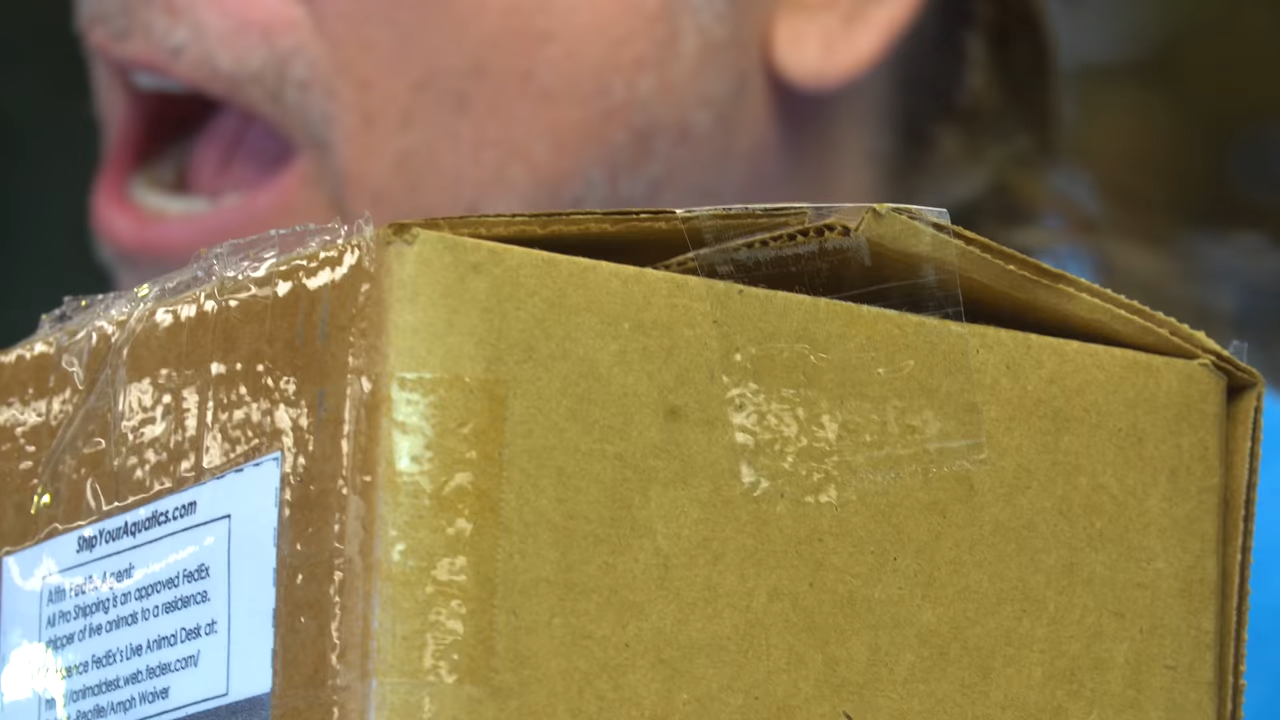 ShipYourAquatics.com
Attn FedEx Agent:
All Pro Shipping is an approved FedEx
shipper of live animals to a residence.
FedEx's Live Animal Desk at:
http://animaldesk.web.fedex.com/
-Reptile/Amph Waiver